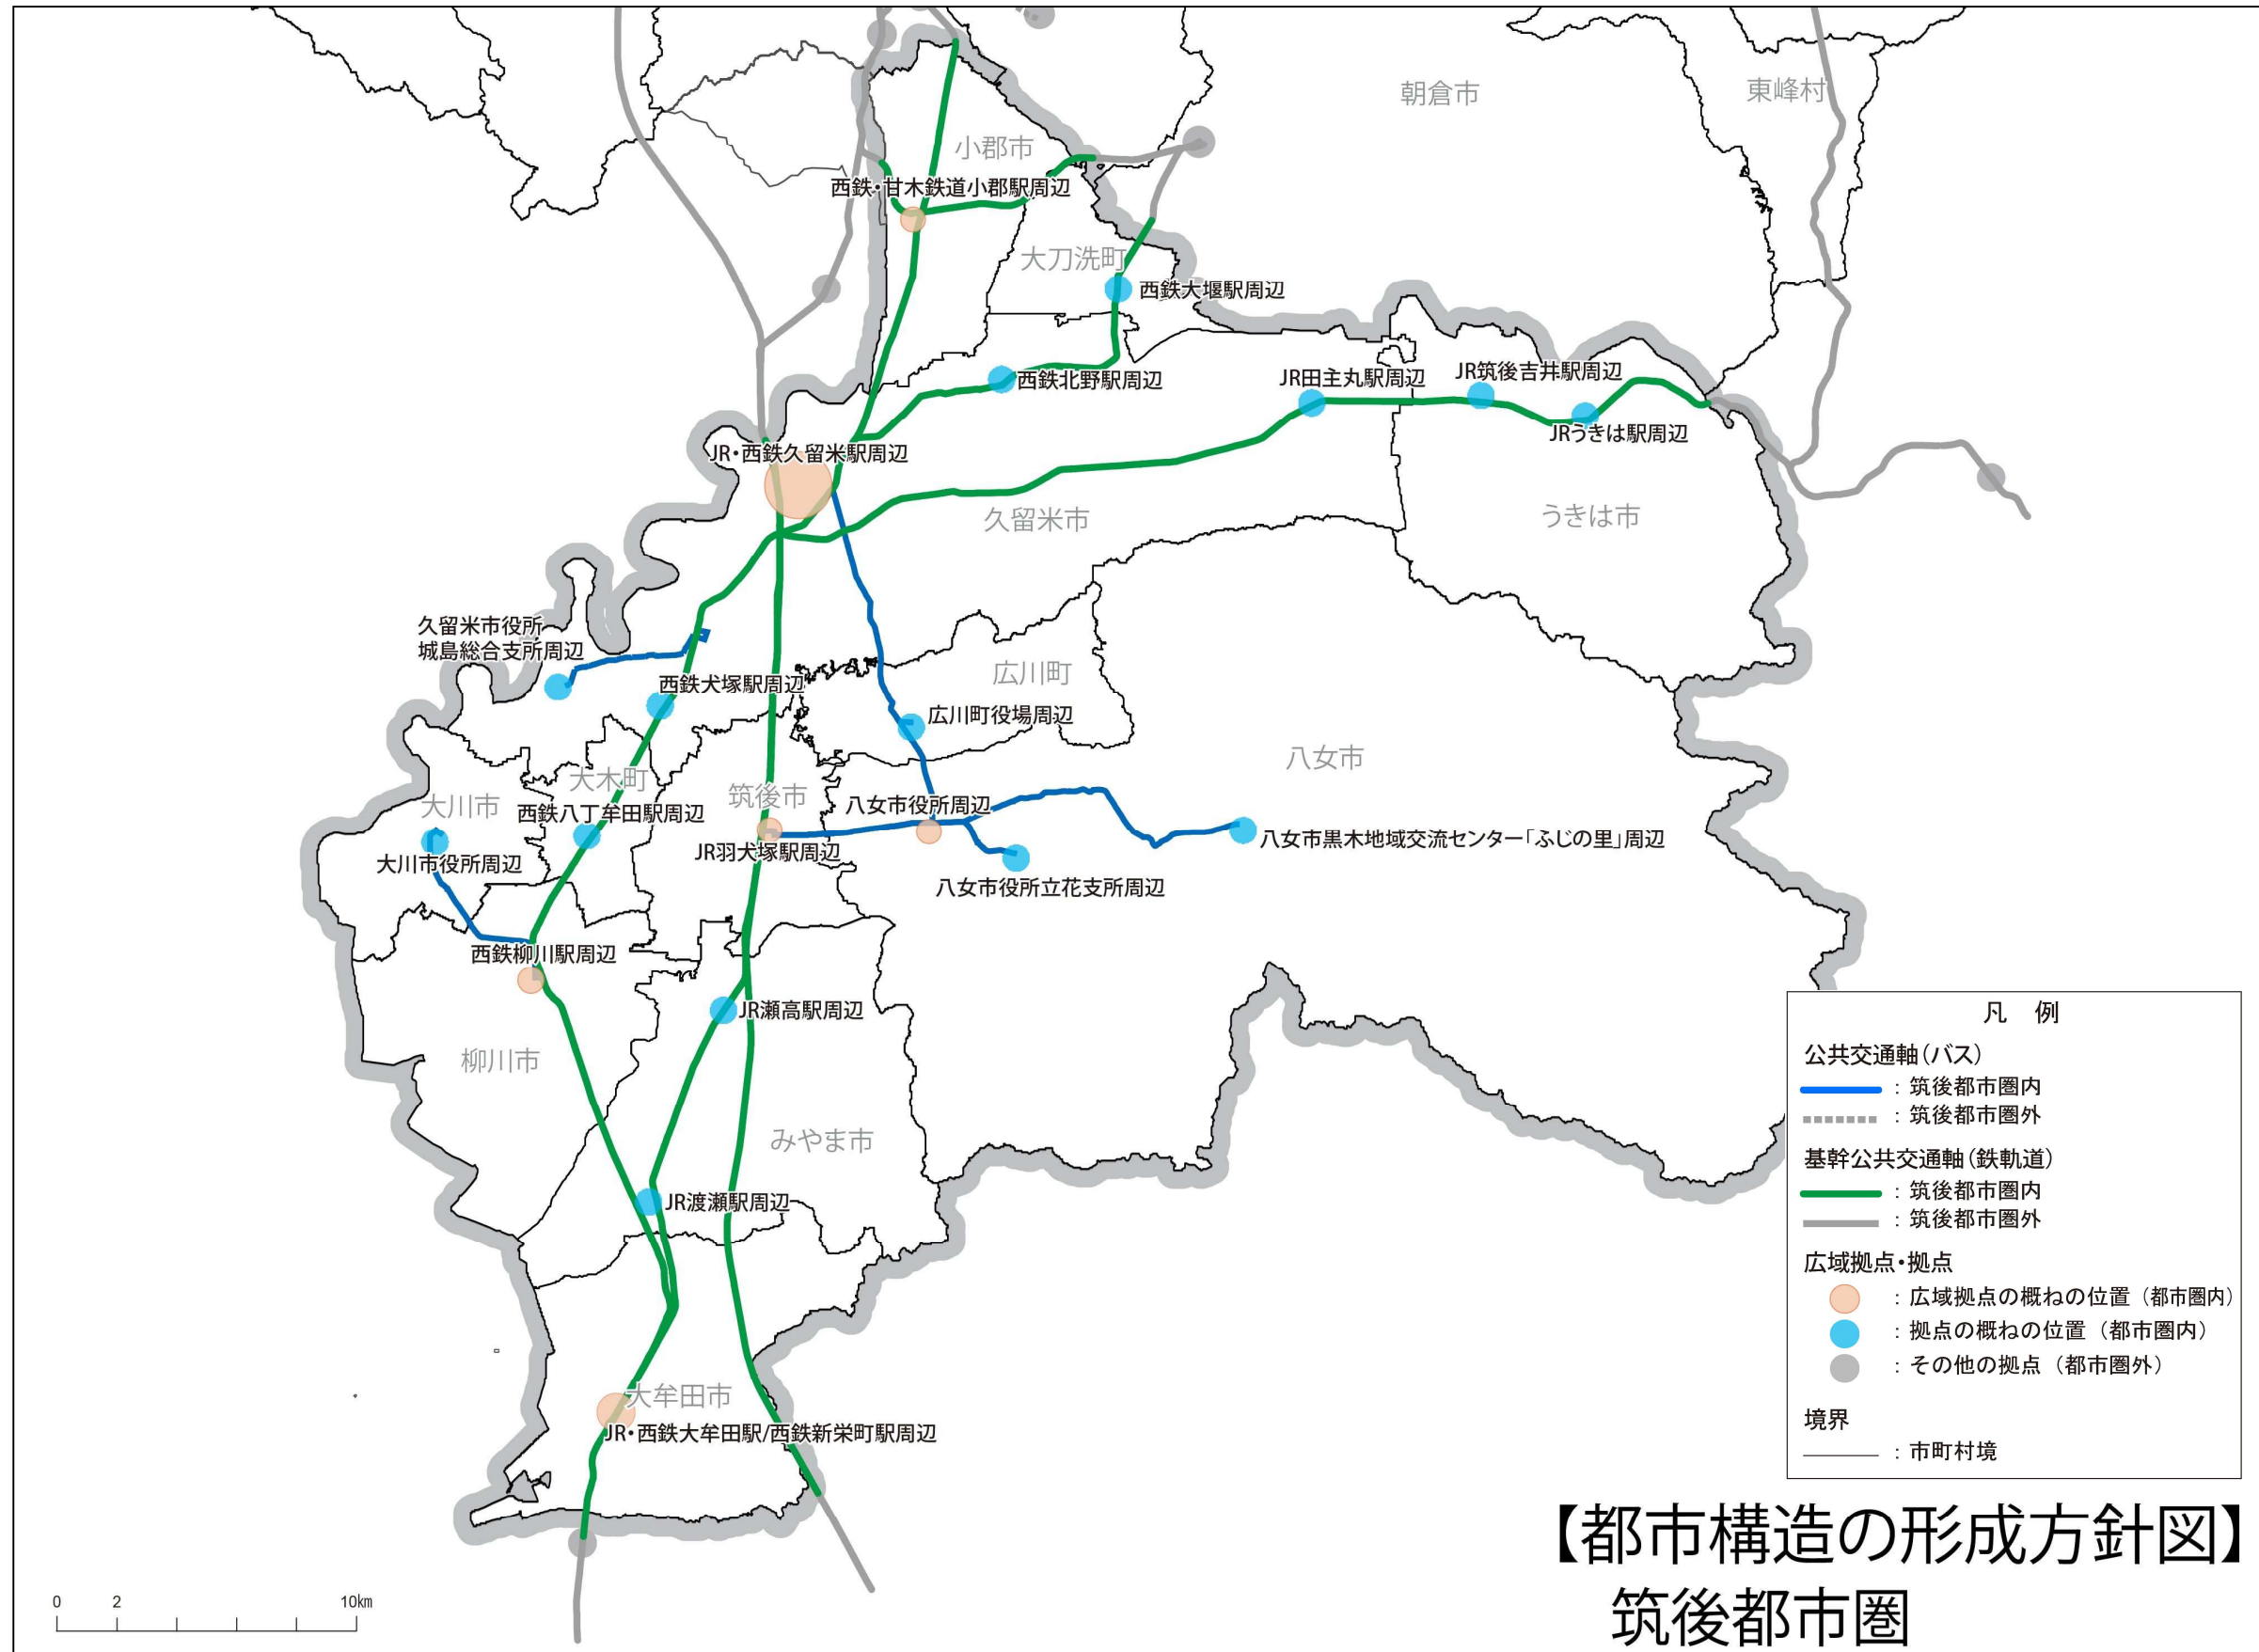 朝倉市
東峰村
小郡市
西鉄・甘木鉄道小郡駅周辺
大刀洗町
西鉄大堰駅周辺
西鉄北野駅周辺
JR田主丸駅周辺
JR筑後吉井駅周辺
JRうきは駅周辺
JR・西鉄久留米駅周辺
久留米市
うきは市
久留米市役所
城島総合支所周辺
西鉄犬塚駅周辺
広川町
広川町役場周辺
八女市
大木町
大川市
筑後市
西鉄八丁牟田駅周辺
八女市役所周辺
大川市役所周辺
JR羽犬塚駅周辺
八女市黒木地域交流センター「ふじの里」周辺
八女市役所立花支所周辺
西鉄柳川駅周辺
JR瀬高駅周辺
柳川市
みやま市
JR渡瀬駅周辺
大牟田市
JR・西鉄大牟田駅/西鉄新栄町駅周辺
凡 例
公共交通軸（バス）
：筑後都市圏内
：筑後都市圏外
基幹公共交通軸（鉄軌道）
：筑後都市圏内
：筑後都市圏外
広域拠点・拠点
：広域拠点の概ねの位置（都市圏内）
：拠点の概ねの位置（都市圏内）
：その他の拠点（都市圏外）
境界
：市町村境
0 2 10km
【都市構造の形成方針図】
筑後都市圏